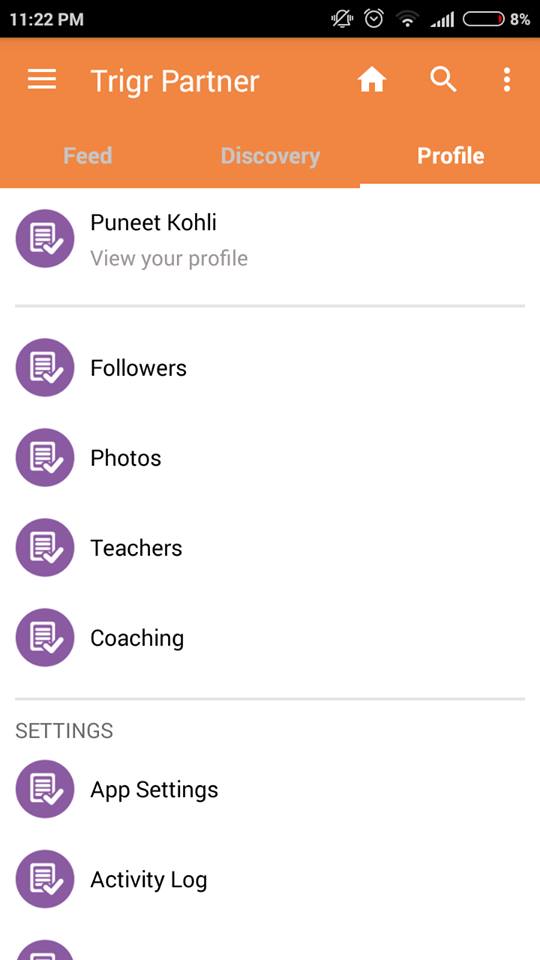 11:22 PM
8%
Trigr Partner
Feed
Discovery
Profile
Puneet Kohli
View your profile
Followers
Photos
Teachers
Coaching
SETTINGS
App Settings
Activity Log